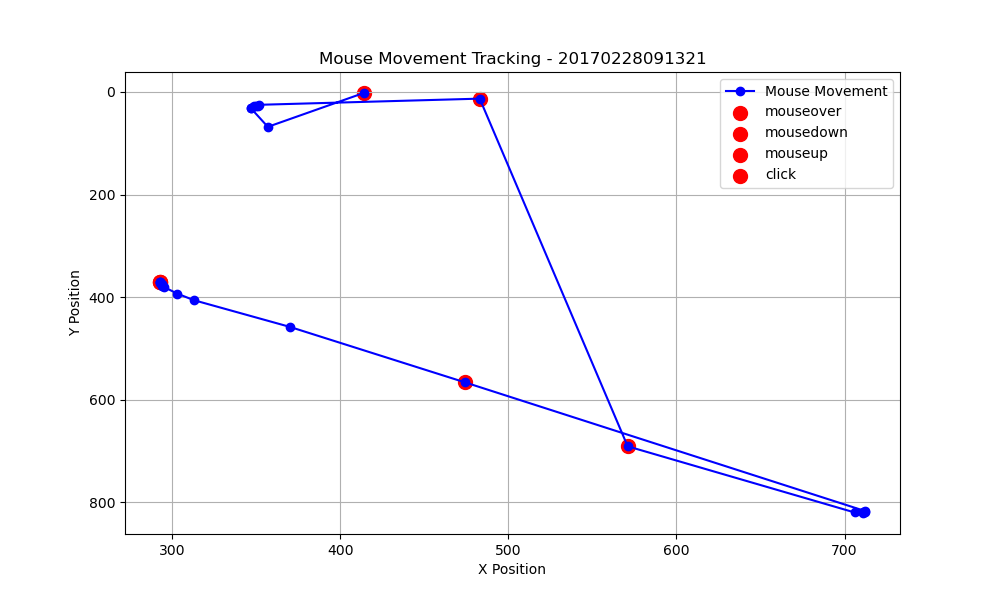 Mouse Movement Tracking - 20170228091321
Mouse Movement
mouseover
mousedown
mouseup
click
0
200
400
600
800
Y Position
300 400 500 600 700
X Position